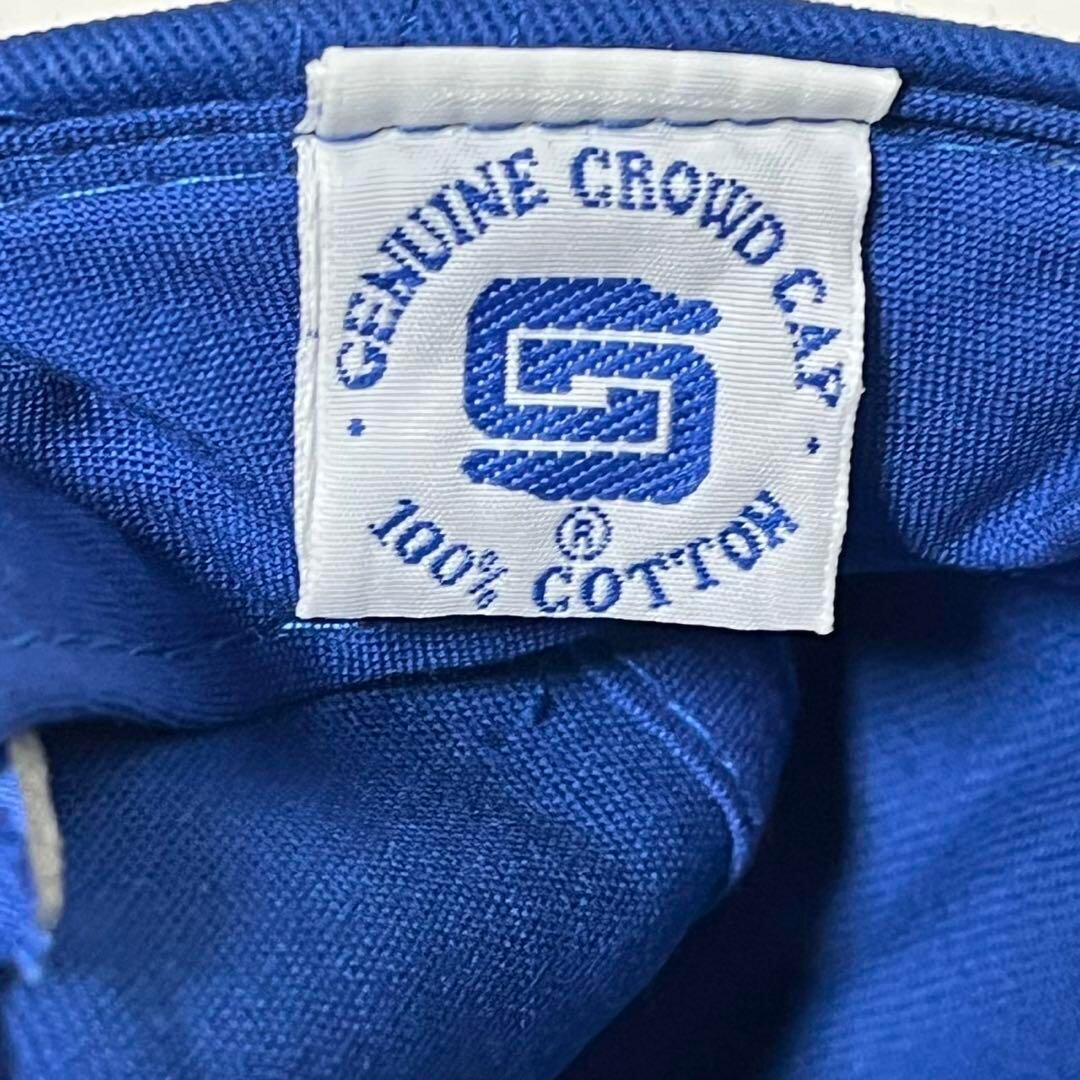 · GENUINE CROWD CAP ·
G
®
100% COTTON